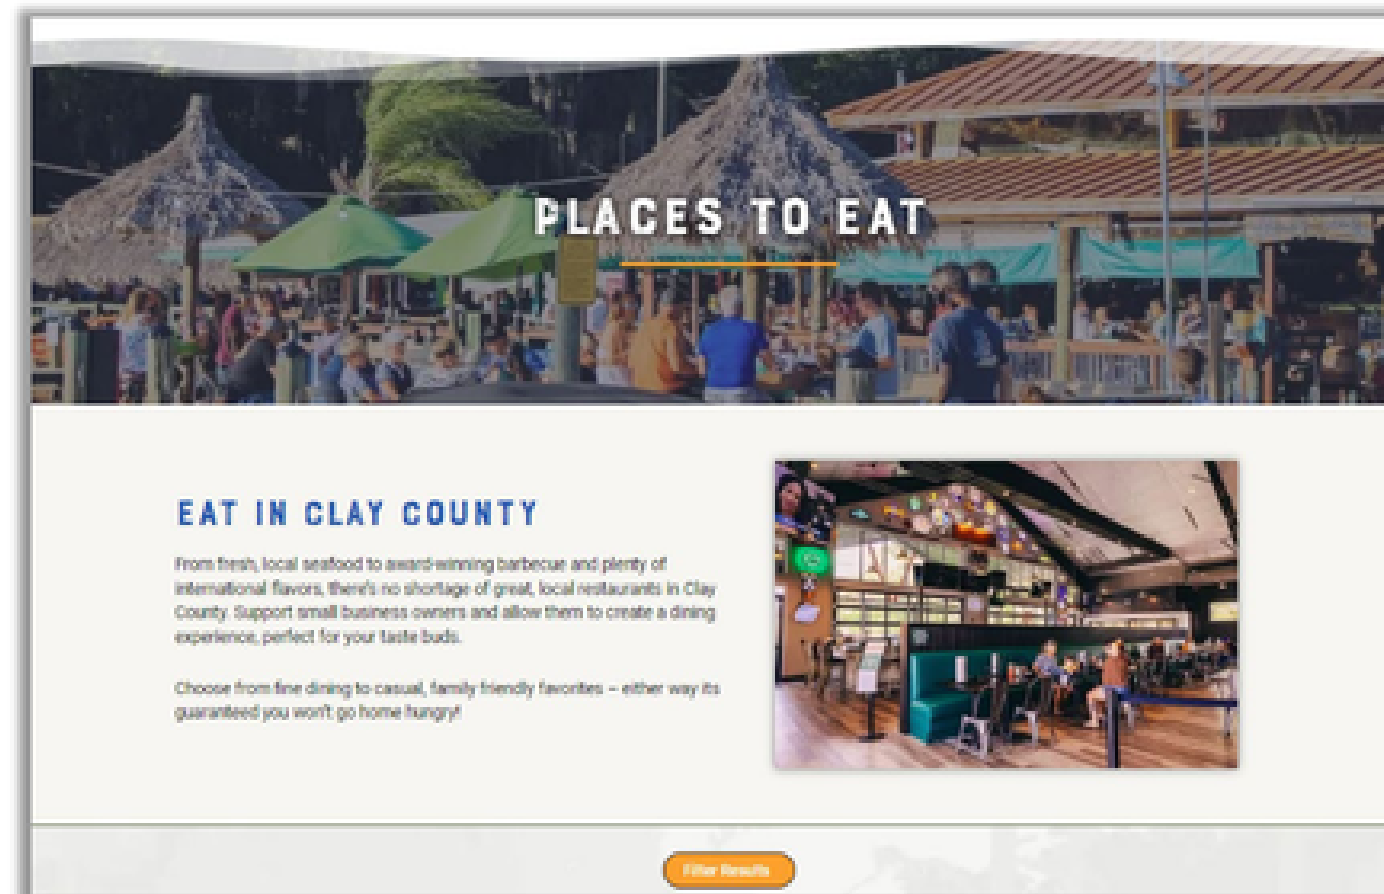 PLACES TO EAT
EAT IN CLAY COUNTY
From fresh, local seafood to award-winning barbecue and plenty of
international flavors, there's no shortage of great, local restaurants in Clay
County. Support small business owners and allow them to create a dining
experience, perfect for your taste buds.
Choose from fine dining to casual, family friendly favorites – either way its
guaranteed you won't go home hungry!
Filter Results